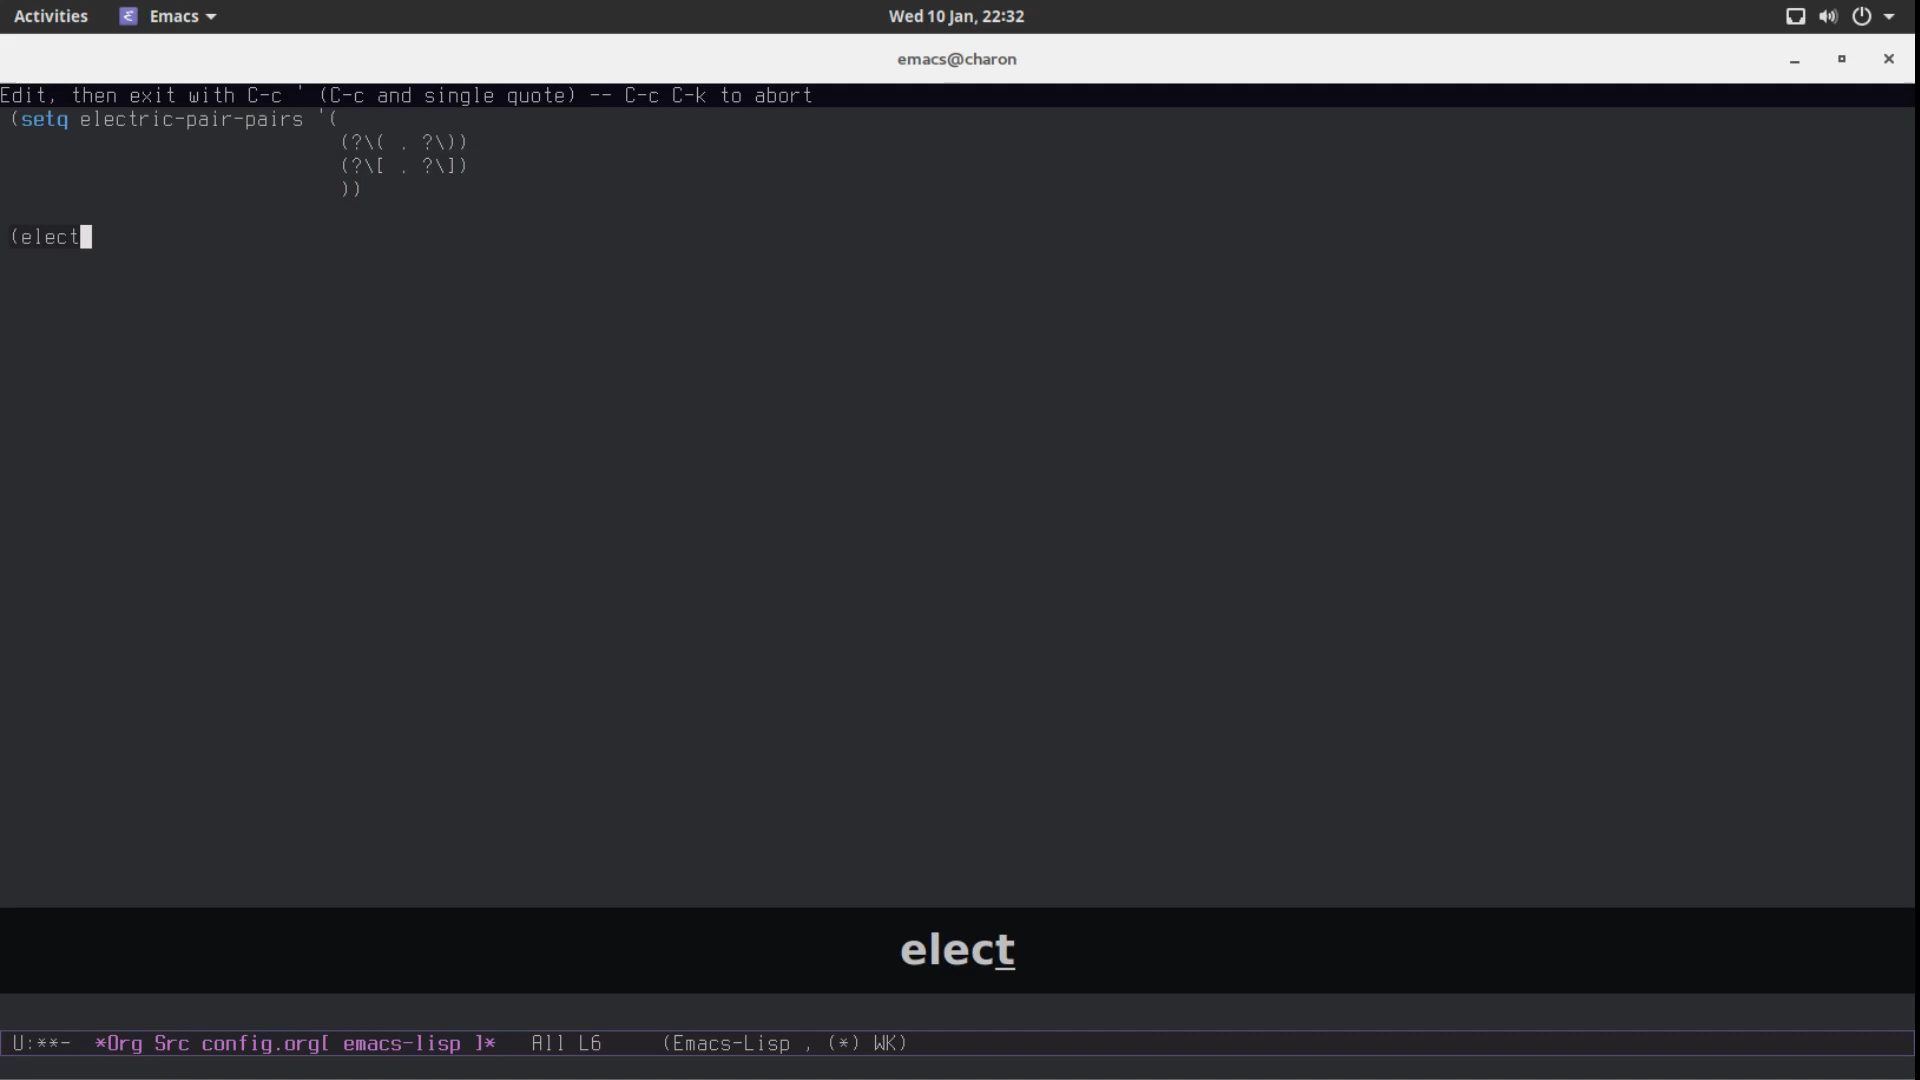 Activities Emacs Wed 10 Jan, 22:32
emacs@charon
Edit, then exit with C-c ' (C-c and single quote) -- C-c C-k to abort
(setq electric-pair-pairs '(
(?\( . ?\))
(?\[ . ?\])
))
(elect
elect
U:**- *Org Src config.org[ emacs-lisp ]* All L6 (Emacs-Lisp , (*) WK)